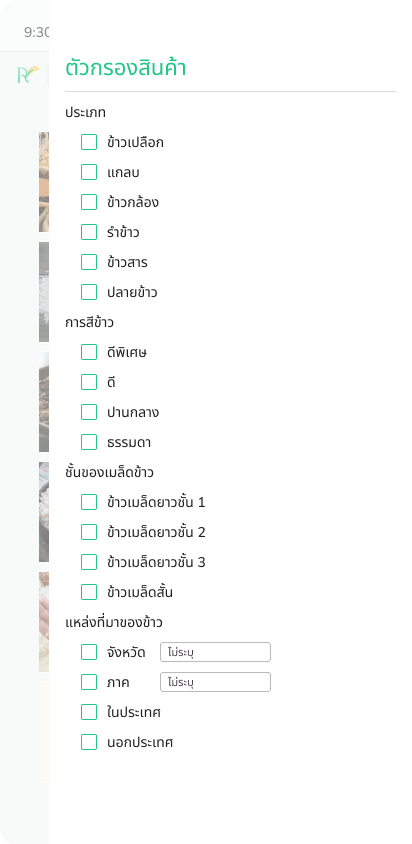 9:30
ตัวกรองสินค้า
ประเภท
ข้าวเปลือก
แกลบ
ข้าวกล้อง
รำข้าว
ข้าวสาร
ปลายข้าว
การสีข้าว
ดีพิเศษ
ดี
ปานกลาง
ธรรมดา
ชั้นของเมล็ดข้าว
ข้าวเมล็ดยาวชั้น 1
ข้าวเมล็ดยาวชั้น 2
ข้าวเมล็ดยาวชั้น 3
ข้าวเมล็ดสั้น
แหล่งที่มาของข้าว
จังหวัด ไม่ระบุ
ภาค ไม่ระบุ
ในประเทศ
นอกประเทศ